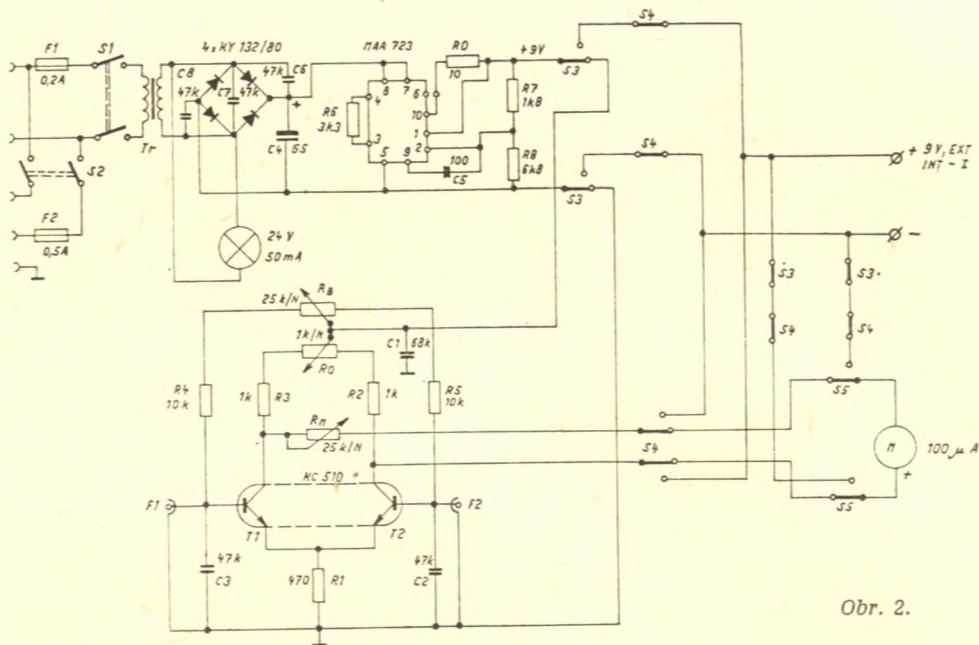 F1
0,2A
S1
S2
F2
0,5A
Tr
4x KY 132/80
C8
47k
C7
47k
C6
47k
+
C4
65
24 V
50mA
MAA 723
R6
3k3
4
3
8
7
6
10
1
2
5
9
R0
10
100
C5
+9V
R7
1k8
R8
6k8
S3
S3
S4
S4
+ 9V, EXT
INT - I
-
S3
S4
S3
S4
S5
S5
M
100 µA
+
25k/N
RB
1k/N
R0
C1
68k
R4
10k
1k
R3
R2
1k
R5
10k
Rn
25k/N
S4
S4
KC 510
F1
F2
T1
T2
47k
C3
47k
C2
470
R1
Obr. 2.